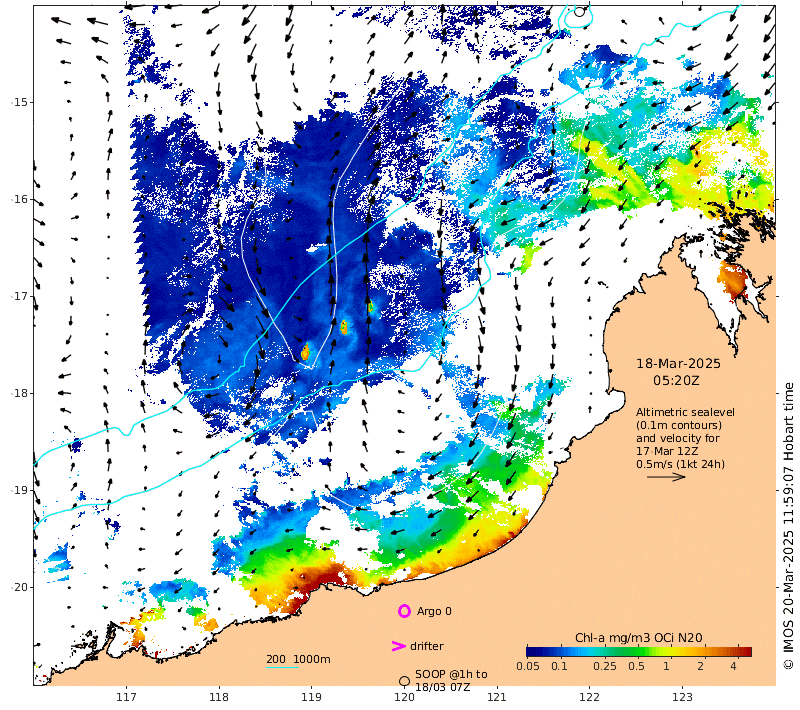 -15
-16
-17
-18
-19
-20
18-Mar-2025
05:20Z
Altimetric sealevel
(0.1m contours)
and velocity for
17-Mar 12Z
0.5m/s (1kt 24h)
Argo 0
drifter
SOOP @1h to
18/03 07Z
200 1000m
Chl-a mg/m3 OCi N20
0.05 0.1 0.25 0.5 1 2 4
117 118 119 120 121 122 123
© IMOS 20-Mar-2025 11:59:07 Hobart time